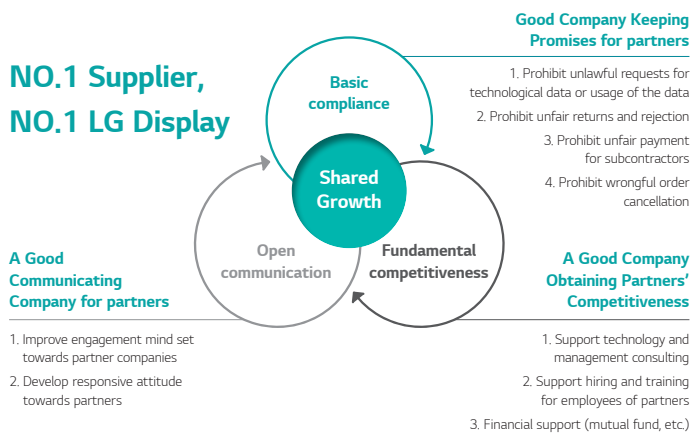 NO.1 Supplier,
NO.1 LG Display
Basic
compliance
Shared
Growth
Open
communication
Fundamental
competitiveness
Good Company Keeping
Promises for partners
1. Prohibit unlawful requests for
technological data or usage of the data
2. Prohibit unfair returns and rejection
3. Prohibit unfair payment
for subcontractors
4. Prohibit wrongful order
cancellation
A Good
Communicating
Company for partners
1. Improve engagement mind set
towards partner companies
2. Develop responsive attitude
towards partners
A Good Company
Obtaining Partners’
Competitiveness
1. Support technology and
management consulting
2. Support hiring and training
for employees of partners
3. Financial support (mutual fund, etc.)